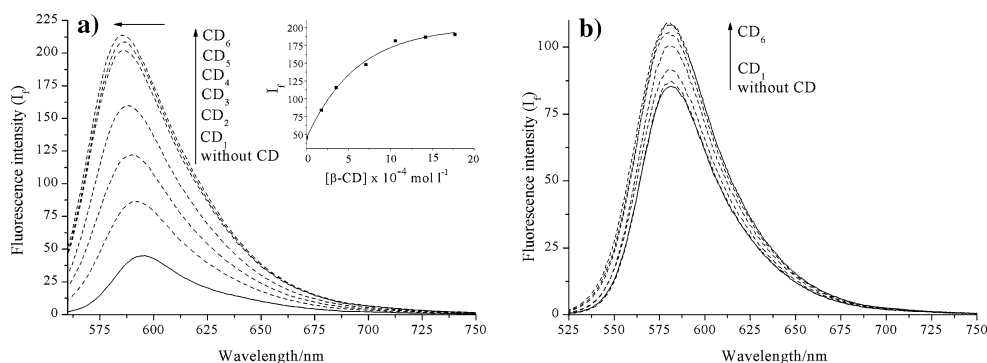 a)
225
200
175
150
125
100
75
50
25
0
Fluorescence intensity (If)
575 600 625 650 675 700 725 750
Wavelength/nm
CD6
CD5
CD4
CD3
CD2
CD1
without CD
200
175
150
125
100
75
50
If
0 5 10 15 20
[β-CD] x 10-4 mol l-1
b)
100
75
50
25
0
Fluorescence intensity (If)
525 550 575 600 625 650 675 700 725 750
Wavelength/nm
CD6
CD1
without CD